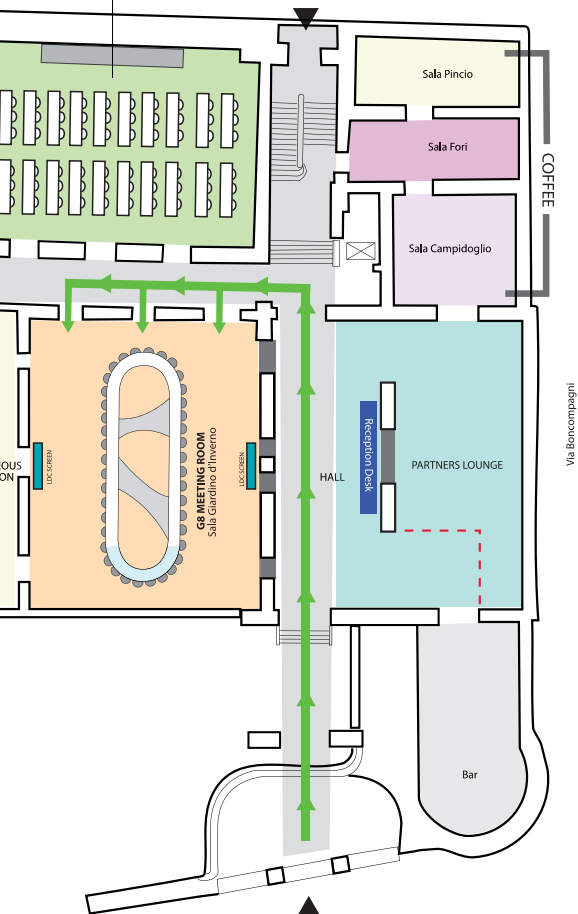 Sala Pincio
Sala Fori
COFFEE
Sala Campidoglio
Via Boncompagni
EOUS
ON
LDC SCREEN
G8 MEETING ROOM
Sala Giardino d'Inverno
LDC SCREEN
HALL
Reception Desk
PARTNERS LOUNGE
Bar